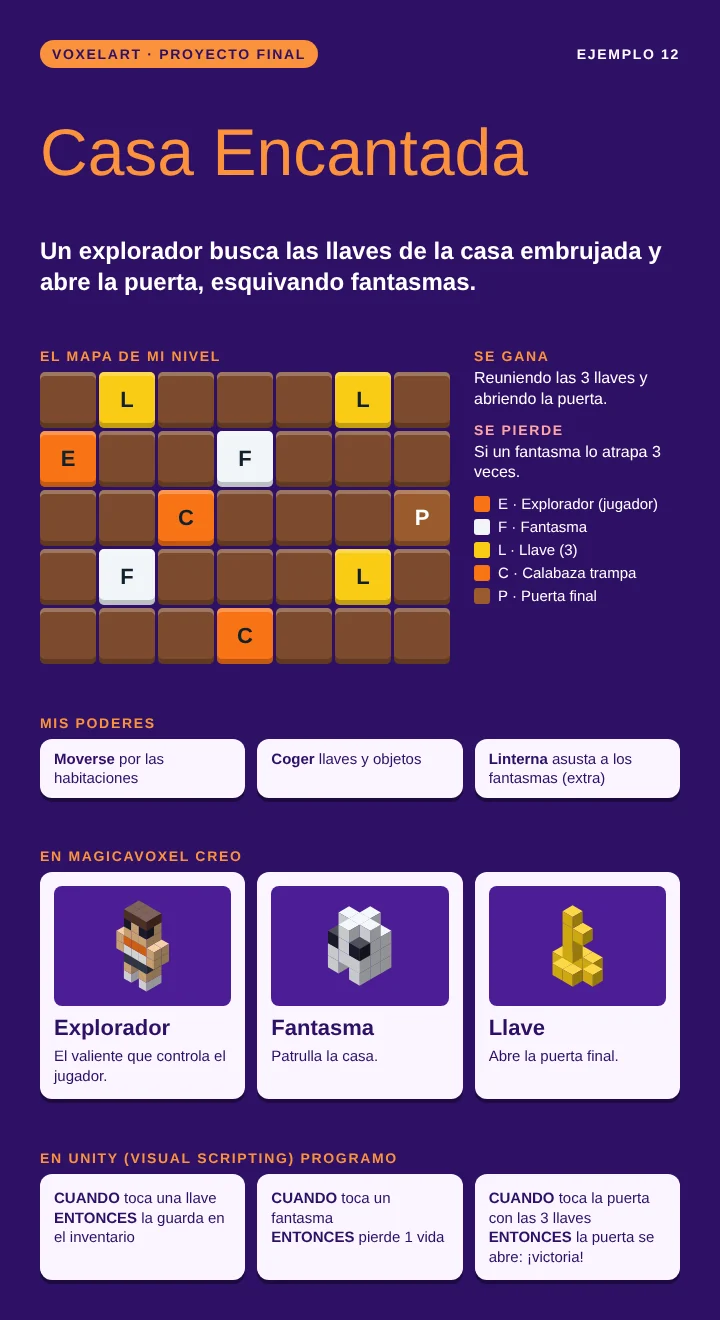 VOXELART · PROYECTO FINAL
EJEMPLO 12
Casa Encantada
Un explorador busca las llaves de la casa embrujada y
abre la puerta, esquivando fantasmas.
EL MAPA DE MI NIVEL
L L
E F
C P
F L
C
SE GANA
Reuniendo las 3 llaves y
abriendo la puerta.
SE PIERDE
Si un fantasma lo atrapa 3
veces.
E · Explorador (jugador)
F · Fantasma
L · Llave (3)
C · Calabaza trampa
P · Puerta final
MIS PODERES
Moverse por las
habitaciones
Coger llaves y objetos
Linterna asusta a los
fantasmas (extra)
EN MAGICAVOXEL CREO
Explorador
El valiente que controla el
jugador.
Fantasma
Patrulla la casa.
Llave
Abre la puerta final.
EN UNITY (VISUAL SCRIPTING) PROGRAMO
CUANDO toca una llave
ENTONCES la guarda en
el inventario
CUANDO toca un
fantasma
ENTONCES pierde 1 vida
CUANDO toca la puerta
con las 3 llaves
ENTONCES la puerta se
abre: ¡victoria!